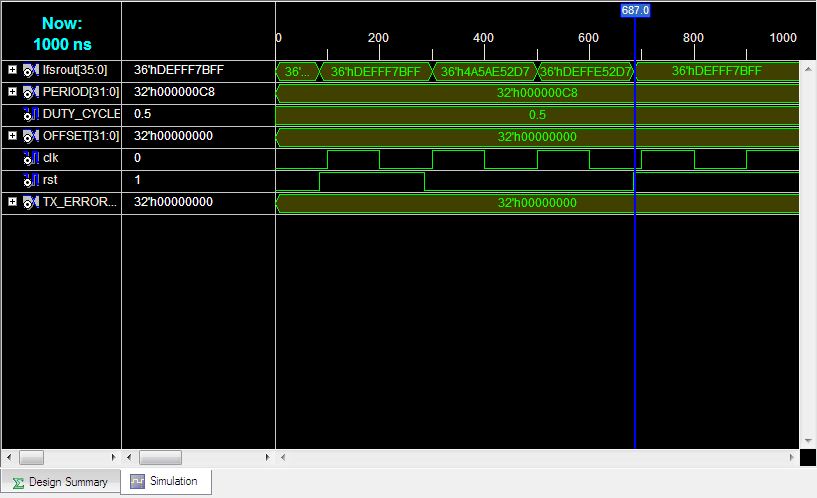 687.0
Now:
1000 ns
0 200 400 600 800 1000
lfsrout[35:0] 36'hDEFFF7BFF 36'... 36'hDEFFF7BFF 36'h4A5AE52D7 36'hDEFFE52D7 36'hDEFFF7BFF
PERIOD[31:0] 32'h000000C8 32'h000000C8
DUTY_CYCLE 0.5 0.5
OFFSET[31:0] 32'h00000000 32'h00000000
clk 0
rst 1
TX_ERROR... 32'h00000000 32'h00000000
Design Summary Simulation